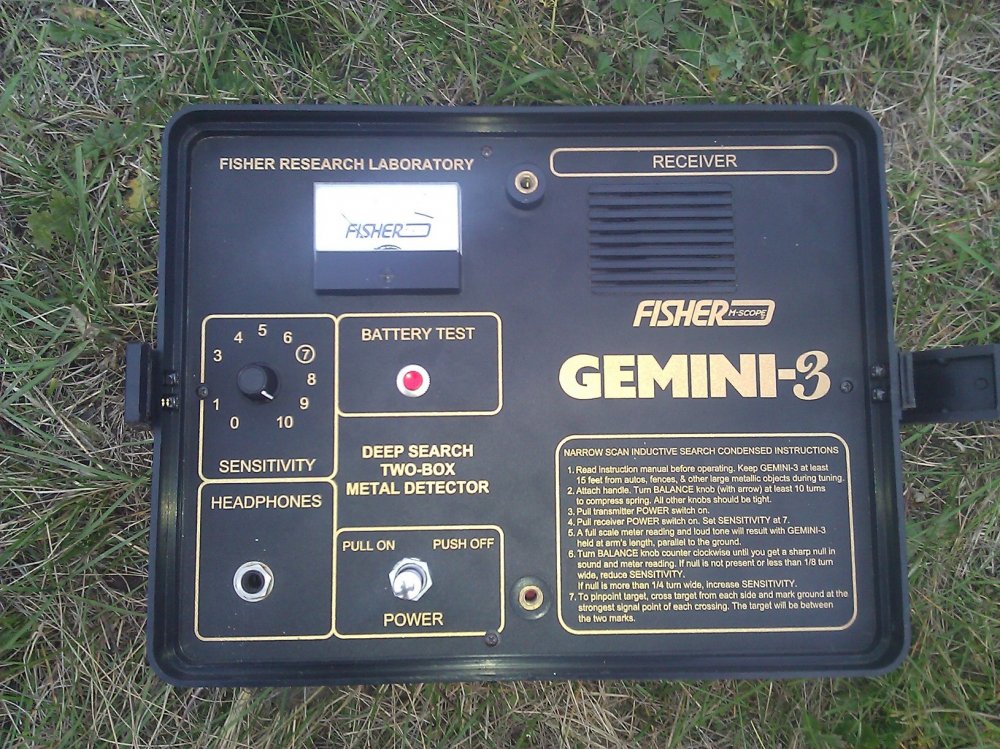 FISHER RESEARCH LABORATORY
RECEIVER
FISHER
FISHER M-SCOPE
GEMINI-3
0
1
3
4
5
6
7
8
9
10
SENSITIVITY
BATTERY TEST
DEEP SEARCH
TWO-BOX
METAL DETECTOR
HEADPHONES
PULL ON PUSH OFF
POWER
NARROW SCAN INDUCTIVE SEARCH CONDENSED INSTRUCTIONS
1. Read instruction manual before operating. Keep GEMINI-3 at least
15 feet from autos, fences, & other large metallic objects during tuning.
2. Attach handle. Turn BALANCE knob (with arrow) at least 10 turns
to compress spring. All other knobs should be tight.
3. Pull transmitter POWER switch on.
4. Pull receiver POWER switch on. Set SENSITIVITY at 7.
5. A full scale meter reading and loud tone will result with GEMINI-3
held at arm's length, parallel to the ground.
6. Turn BALANCE knob counter clockwise until you get a sharp null in
sound and meter reading. If null is not present or less than 1/8 turn
wide, reduce SENSITIVITY.
If null is more than 1/4 turn wide, increase SENSITIVITY.
7. To pinpoint target, cross target from each side and mark ground at the
strongest signal point of each crossing. The target will be between
the two marks.